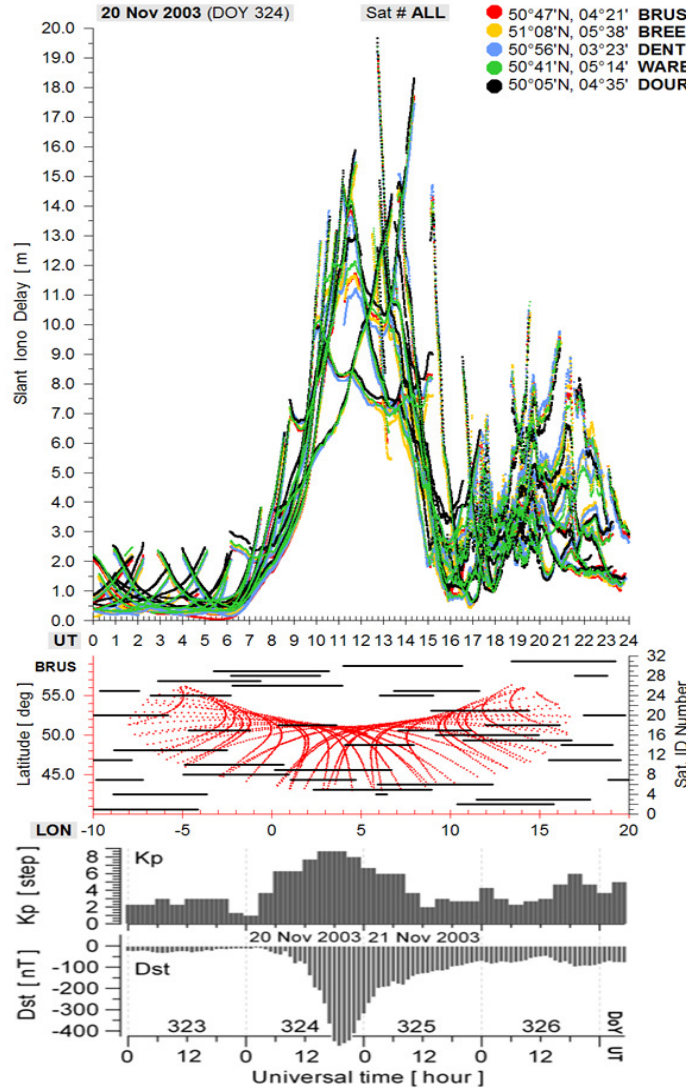 20 Nov 2003 (DOY 324) Sat # ALL
50°47'N, 04°21' BRUS
51°08'N, 05°38' BREE
50°56'N, 03°23' DENT
50°41'N, 05°14' WARE
50°05'N, 04°35' DOUR
Slant Iono Delay [ m ]
20.0
19.0
18.0
17.0
16.0
15.0
14.0
13.0
12.0
11.0
10.0
9.0
8.0
7.0
6.0
5.0
4.0
3.0
2.0
1.0
0.0
UT 0 1 2 3 4 5 6 7 8 9 10 11 12 13 14 15 16 17 18 19 20 21 22 23 24
BRUS
Latitude [ deg ]
55.0
50.0
45.0
32
28
24
20
16
12
8
4
0
Sat. ID Number
LON -10 -5 0 5 10 15 20
Kp [ step ]
8
6
4
2
0
Kp
20 Nov 2003 21 Nov 2003
Dst [ nT ]
0
-100
-200
-300
-400
Dst
323 324 325 326
DoY UT
0 12 0 12 0 12 0 12
Universal time [ hour ]